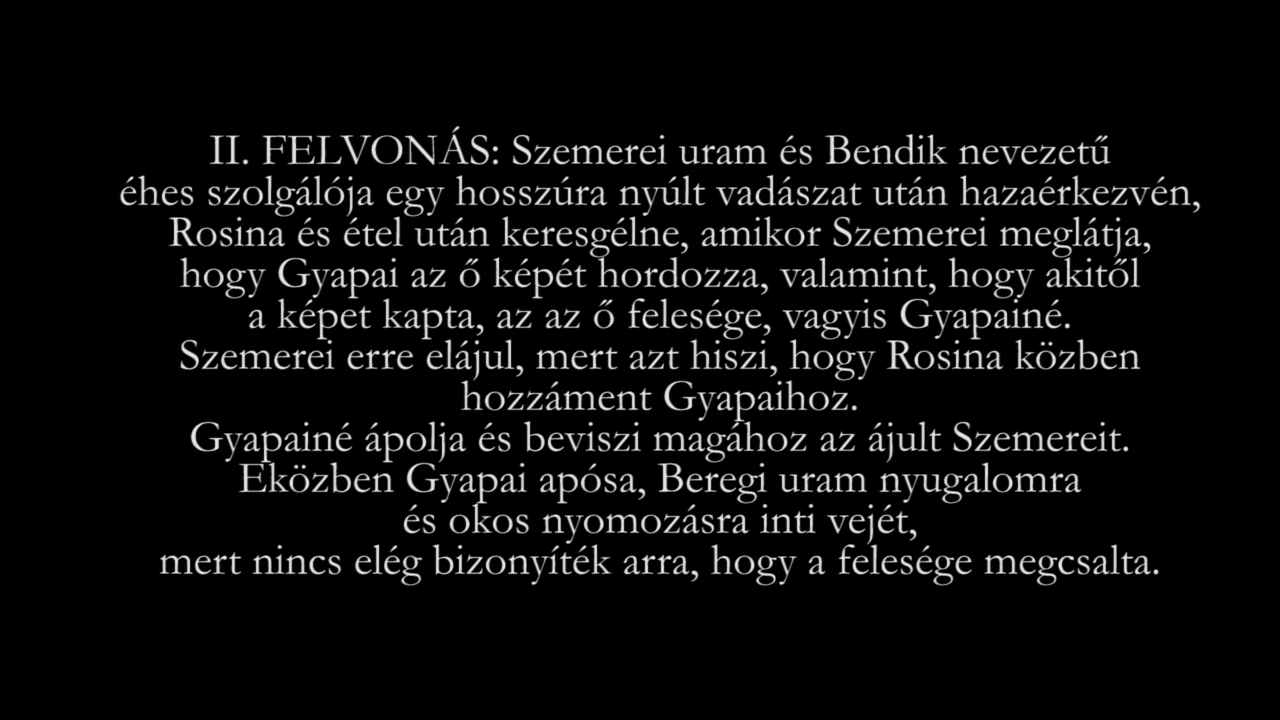 II. FELVONÁS: Szemerei uram és Bendik nevezetű
éhes szolgálója egy hosszúra nyúlt vadászat után hazaérkezvén,
Rosina és étel után keresgélne, amikor Szemerei meglátja,
hogy Gyapai az ő képét hordozza, valamint, hogy akitől
a képet kapta, az az ő felesége, vagyis Gyapainé.
Szemerei erre elájul, mert azt hiszi, hogy Rosina közben
hozzáment Gyapaihoz.
Gyapainé ápolja és beviszi magához az ájult Szemereit.
Eközben Gyapai apósa, Beregi uram nyugalomra
és okos nyomozásra inti vejét,
mert nincs elég bizonyíték arra, hogy a felesége megcsalta.